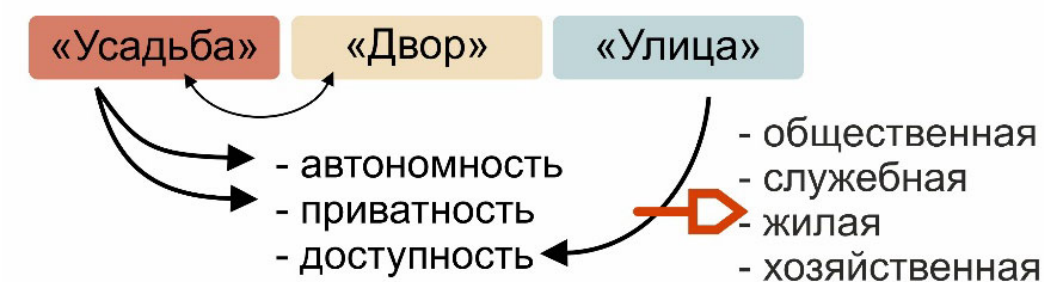 «Усадьба» «Двор» «Улица»
- автономность
- приватность
- доступность
- общественная
- служебная
- жилая
- хозяйственная